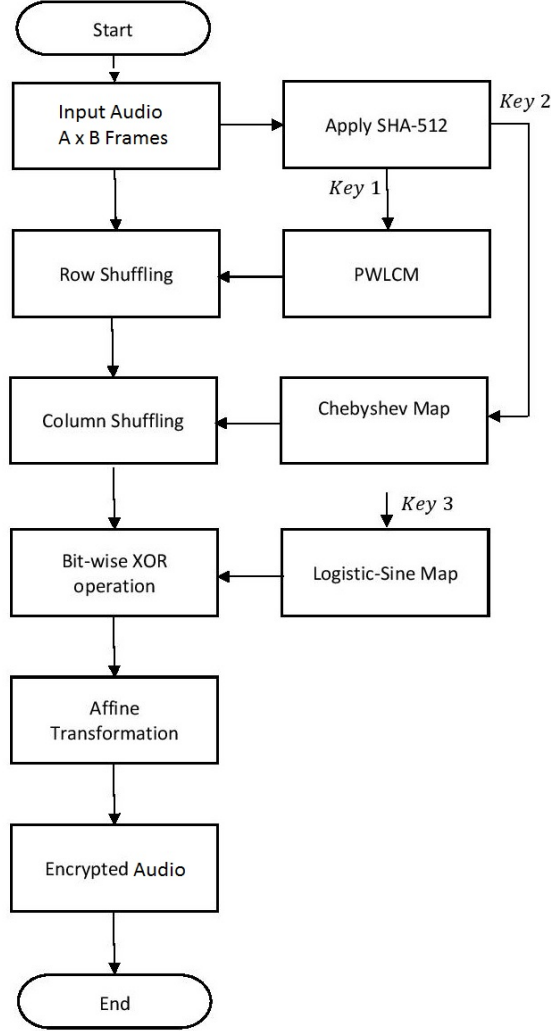 Start
Input Audio
A x B Frames
Apply SHA-512
Key 2
Key 1
Row Shuffling
PWLCM
Column Shuffling
Chebyshev Map
Key 3
Bit-wise XOR
operation
Logistic-Sine Map
Affine
Transformation
Encrypted Audio
End